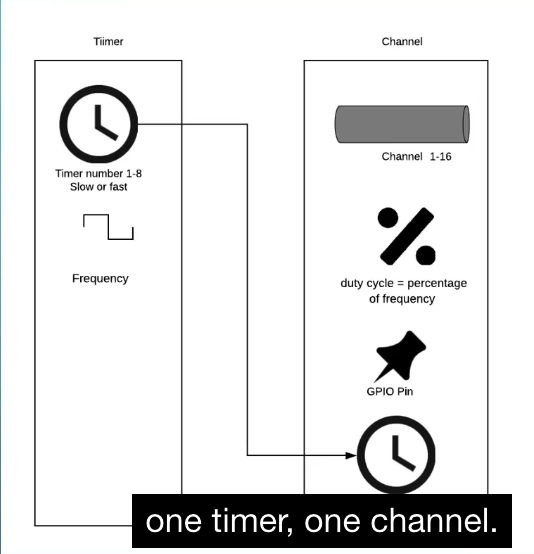 Tiimer
Channel
Timer number 1-8
Slow or fast
Frequency
Channel 1-16
duty cycle = percentage
of frequency
GPIO Pin
one timer, one channel.